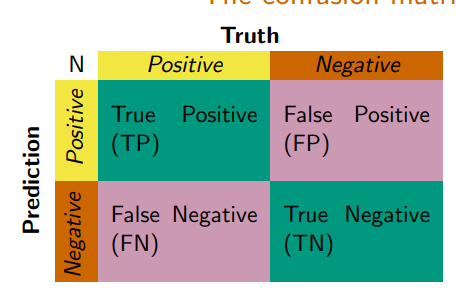 The confusion matri
Truth
N Positive Negative
Prediction
Positive
True Positive
(TP)
False Positive
(FP)
Negative
False Negative
(FN)
True Negative
(TN)